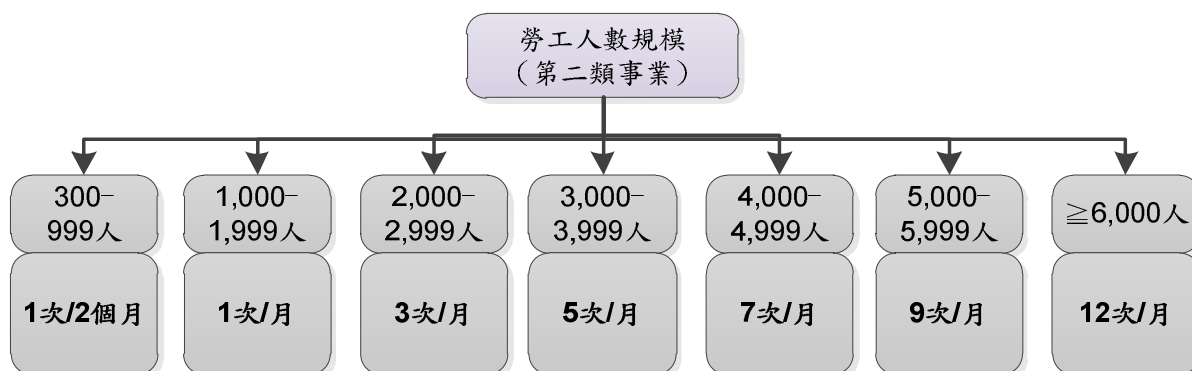 勞工人數規模
（第二類事業）
300–
999人
1次/2個月
1,000–
1,999人
1次/月
2,000–
2,999人
3次/月
3,000–
3,999人
5次/月
4,000–
4,999人
7次/月
5,000–
5,999人
9次/月
≧6,000人
12次/月